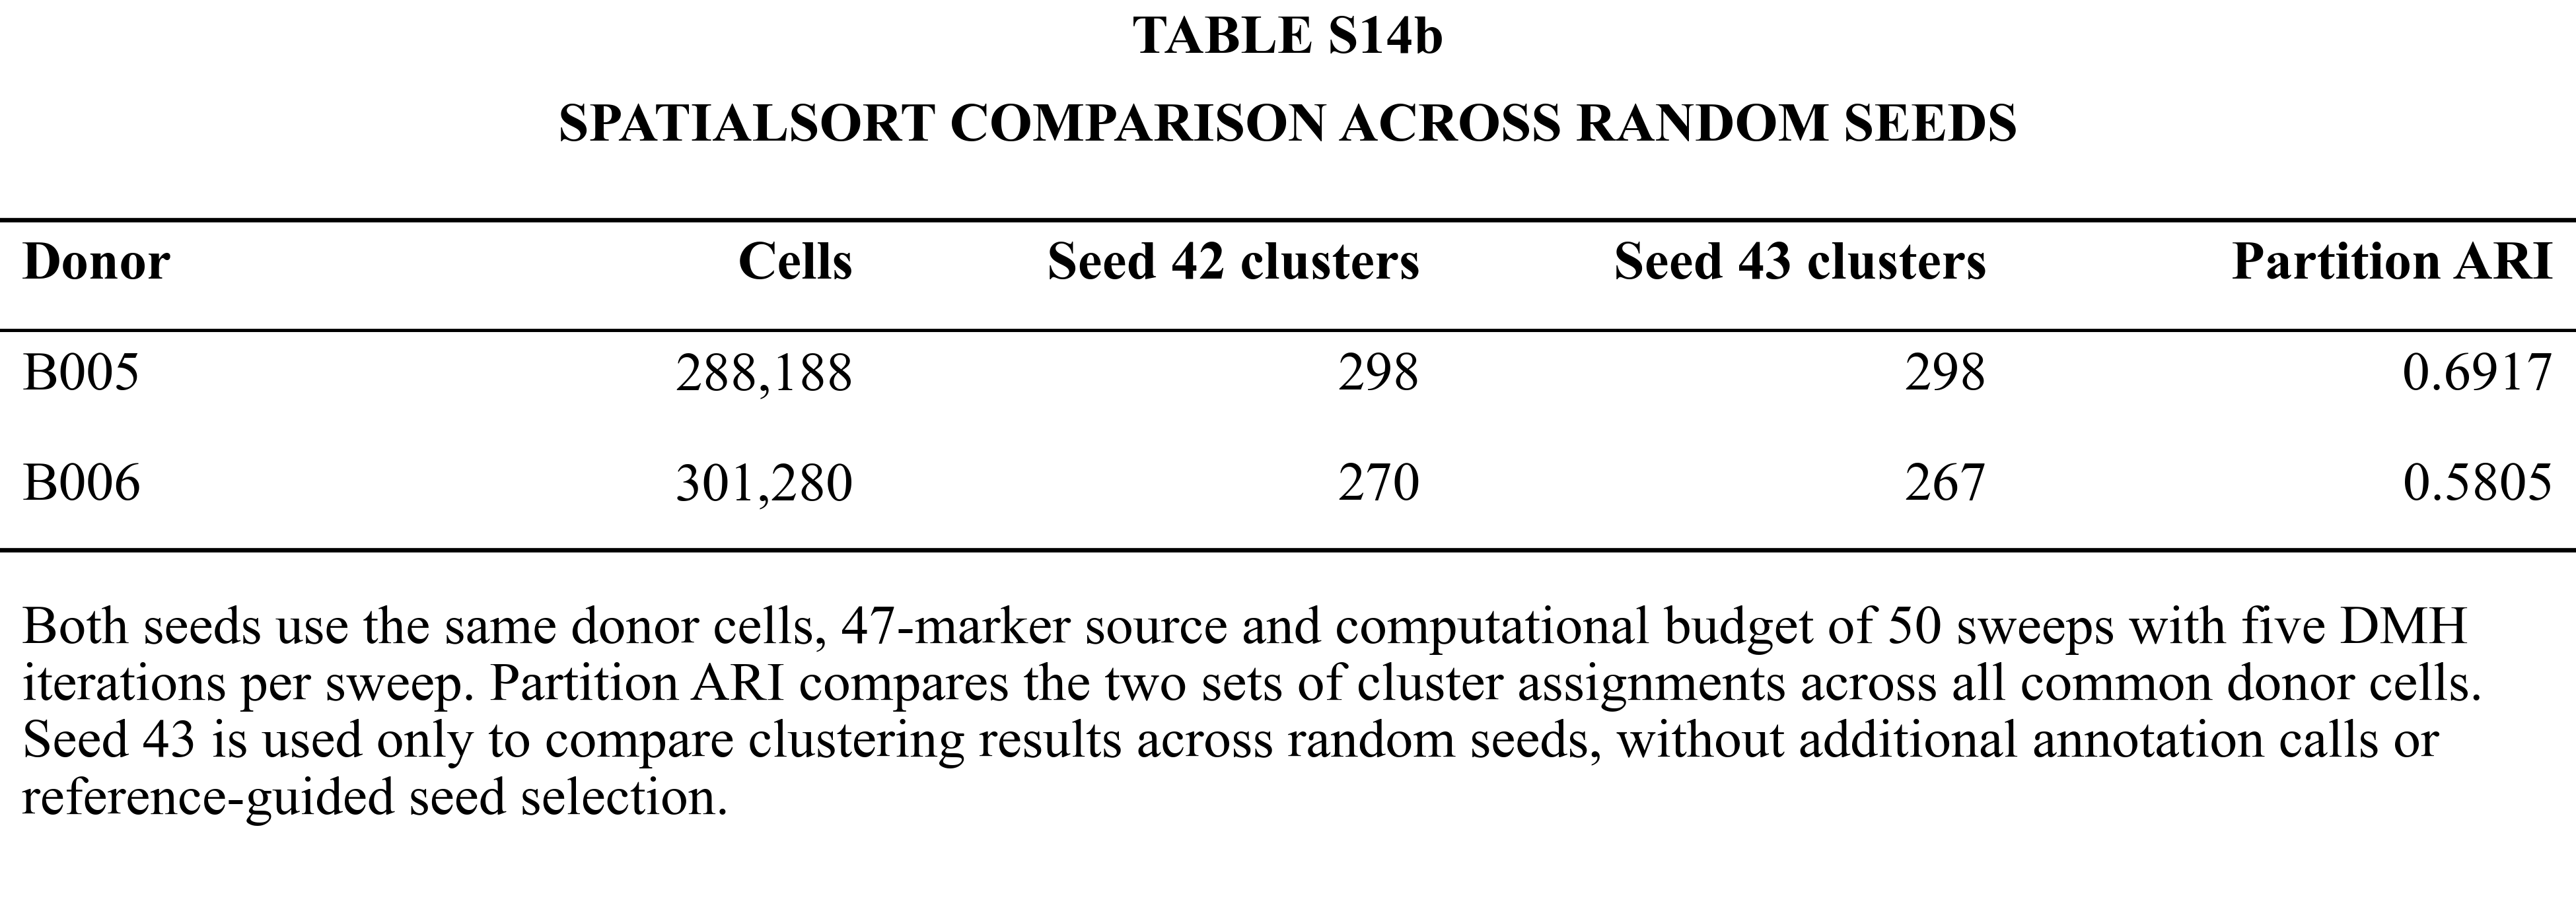 TABLE S14b
SPATIALSORT COMPARISON ACROSS RANDOM SEEDS
Donor Cells Seed 42 clusters Seed 43 clusters Partition ARI
B005 288,188 298 298 0.6917
B006 301,280 270 267 0.5805
Both seeds use the same donor cells, 47-marker source and computational budget of 50 sweeps with five DMH
iterations per sweep. Partition ARI compares the two sets of cluster assignments across all common donor cells.
Seed 43 is used only to compare clustering results across random seeds, without additional annotation calls or
reference-guided seed selection.